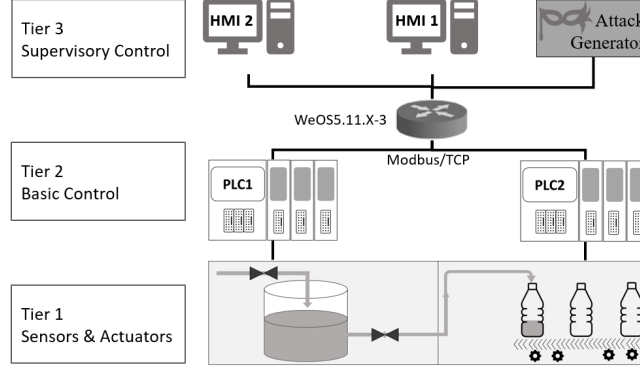 Tier 3
Supervisory Control
HMI 2
HMI 1
Attack
Generator
WeOS5.11.X-3
Modbus/TCP
Tier 2
Basic Control
PLC1
PLC2
Tier 1
Sensors & Actuators